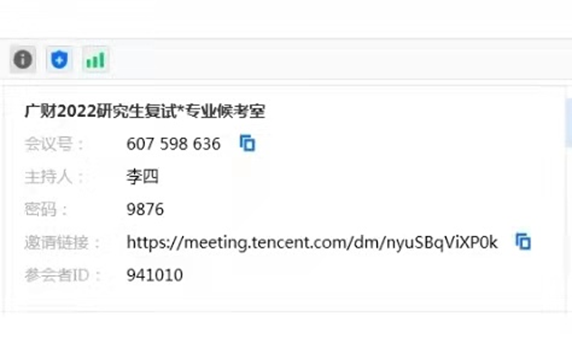 广财2022研究生复试*专业候考室
会议号： 607 598 636
主持人： 李四
密码： 9876
邀请链接： https://meeting.tencent.com/dm/nyuSBqViXP0k
参会者ID： 941010